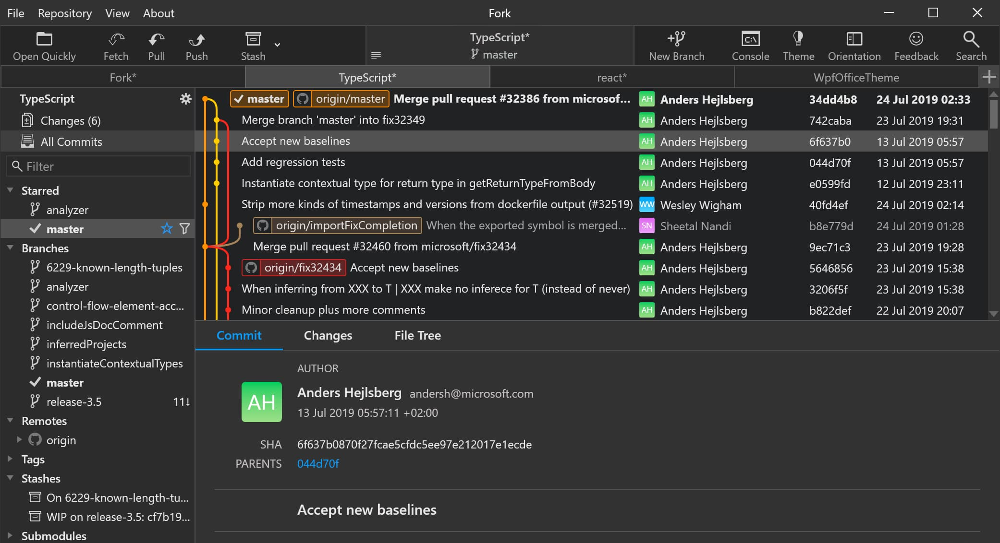 File Repository View About Fork
Open Quickly Fetch Pull Push Stash
TypeScript*
master
New Branch Console Theme Orientation Feedback Search
Fork* TypeScript* react* WpfOfficeTheme
TypeScript
Changes (6)
All Commits
Filter
Starred
analyzer
master
Branches
6229-known-length-tuples
analyzer
control-flow-element-acc...
includeJsDocComment
inferredProjects
instantiateContextualTypes
master
release-3.5 11↓
Remotes
origin
Tags
Stashes
On 6229-known-length-tu...
WIP on release-3.5: cf7b19...
Submodules
master origin/master Merge pull request #32386 from microsof... AH Anders Hejlsberg 34dd4b8 24 Jul 2019 02:33
Merge branch 'master' into fix32349 AH Anders Hejlsberg 742caba 23 Jul 2019 19:31
Accept new baselines AH Anders Hejlsberg 6f637b0 13 Jul 2019 05:57
Add regression tests AH Anders Hejlsberg 044d70f 13 Jul 2019 05:57
Instantiate contextual type for return type in getReturnTypeFromBody AH Anders Hejlsberg e0599fd 12 Jul 2019 23:11
Strip more kinds of timestamps and versions from dockerfile output (#32519) WW Wesley Wigham 40fd4ef 24 Jul 2019 02:14
origin/importFixCompletion When the exported symbol is merged... SN Sheetal Nandi b8e779d 24 Jul 2019 01:28
Merge pull request #32460 from microsoft/fix32434 AH Anders Hejlsberg 9ec71c3 23 Jul 2019 19:28
origin/fix32434 Accept new baselines AH Anders Hejlsberg 5646856 23 Jul 2019 15:38
When inferring from XXX to T | XXX make no inferece for T (instead of never) AH Anders Hejlsberg 3206f5f 23 Jul 2019 15:38
Minor cleanup plus more comments AH Anders Hejlsberg b822def 22 Jul 2019 20:07
Commit Changes File Tree
AUTHOR
AH
Anders Hejlsberg andersh@microsoft.com
13 Jul 2019 05:57:11 +02:00
SHA 6f637b0870f27fcae5cfdc5ee97e212017e1ecde
PARENTS 044d70f
Accept new baselines